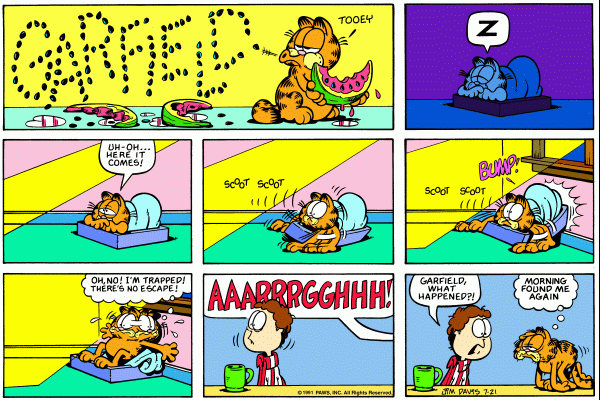 GARFIELD
TOOEY
Z
UH-OH...
HERE IT
COMES!
SCOOT SCOOT
BUMP!
SCOOT SCOOT
OH, NO! I'M TRAPPED!
THERE'S NO ESCAPE!
AAARRRGGHHH!
© 1991 PAWS, INC. All Rights Reserved.
GARFIELD,
WHAT
HAPPENED?!
MORNING
FOUND ME
AGAIN
JIM DAVIS 7-21